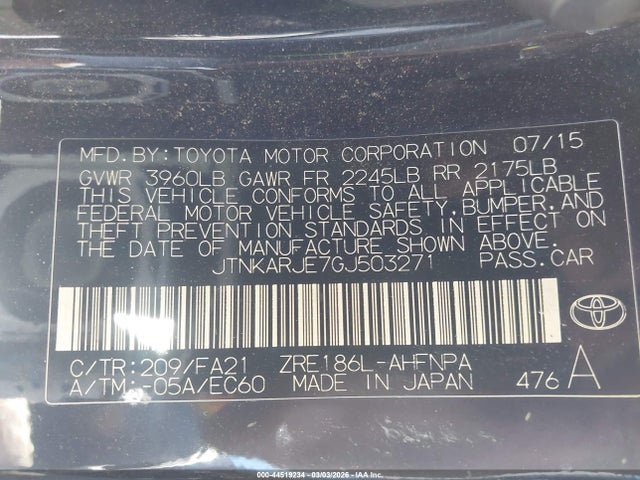 MFD.BY:TOYOTA MOTOR CORPORATION 07/15
GVWR 3960LB GAWR FR 2245LB RR 2175LB
THIS VEHICLE CONFORMS TO ALL APPLICABLE
FEDERAL MOTOR VEHICLE SAFETY,BUMPER,AND
THEFT PREVENTION STANDARDS IN EFFECT ON
THE DATE OF MANUFACTURE SHOWN ABOVE.
JTNKARJE7GJ503271 PASS.CAR
C/TR:209/FA21 ZRE186L-AHFNPA
A/TM:-05A/EC60 MADE IN JAPAN 476 A
000-44519234 - 03/03/2026 - IAA Inc.